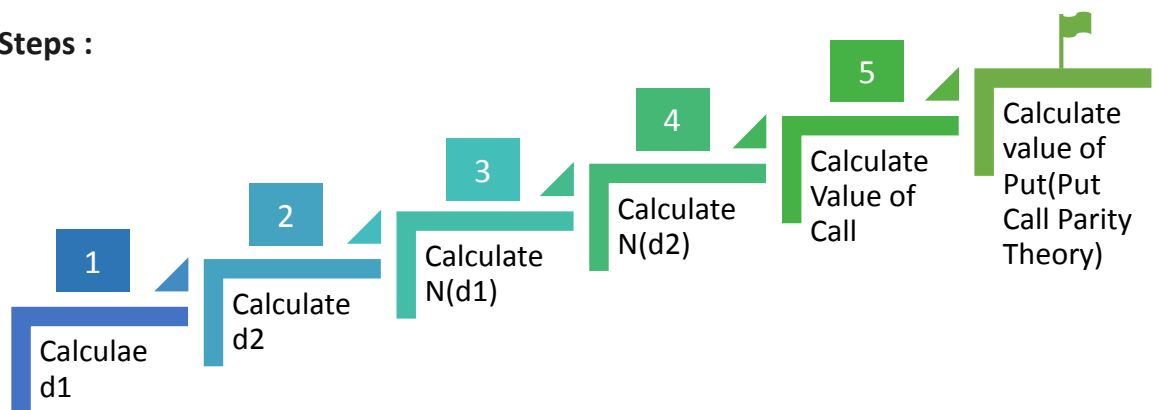 Steps :
1
Calculae
d1
2
Calculate
d2
3
Calculate
N(d1)
4
Calculate
N(d2)
5
Calculate
Value of
Call
Calculate
value of
Put(Put
Call Parity
Theory)